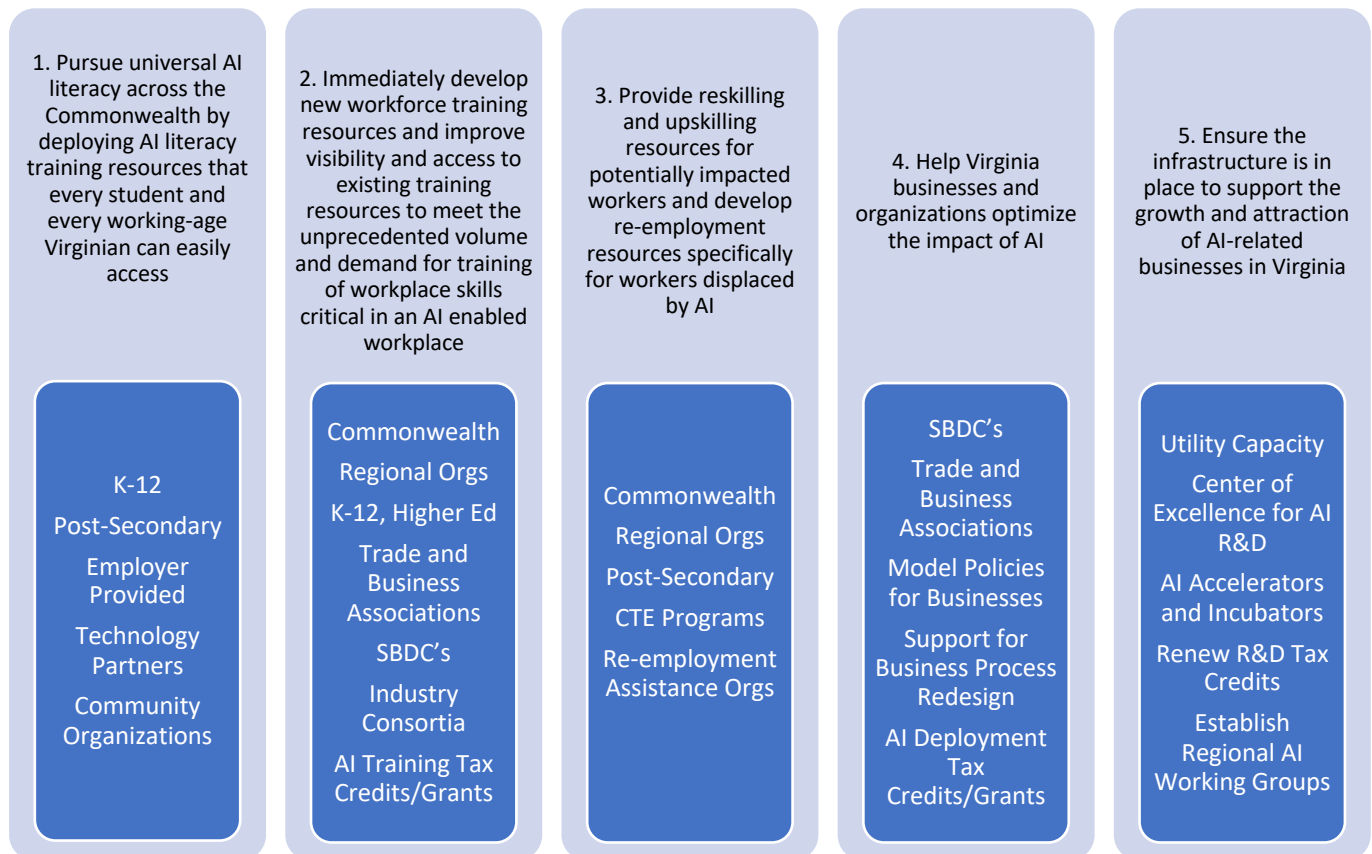 1. Pursue universal AI
literacy across the
Commonwealth by
deploying AI literacy
training resources that
every student and
every working-age
Virginian can easily
access
K-12
Post-Secondary
Employer
Provided
Technology
Partners
Community
Organizations
2. Immediately develop
new workforce training
resources and improve
visibility and access to
existing training
resources to meet the
unprecedented volume
and demand for training
of workplace skills
critical in an AI enabled
workplace
Commonwealth
Regional Orgs
K-12, Higher Ed
Trade and
Business
Associations
SBDC’s
Industry
Consortia
AI Training Tax
Credits/Grants
3. Provide reskilling
and upskilling
resources for
potentially impacted
workers and develop
re-employment
resources specifically
for workers displaced
by AI
Commonwealth
Regional Orgs
Post-Secondary
CTE Programs
Re-employment
Assistance Orgs
4. Help Virginia
businesses and
organizations optimize
the impact of AI
SBDC’s
Trade and
Business
Associations
Model Policies
for Businesses
Support for
Business Process
Redesign
AI Deployment
Tax
Credits/Grants
5. Ensure the
infrastructure is in
place to support the
growth and attraction
of AI-related
businesses in Virginia
Utility Capacity
Center of
Excellence for AI
R&D
AI Accelerators
and Incubators
Renew R&D Tax
Credits
Establish
Regional AI
Working Groups